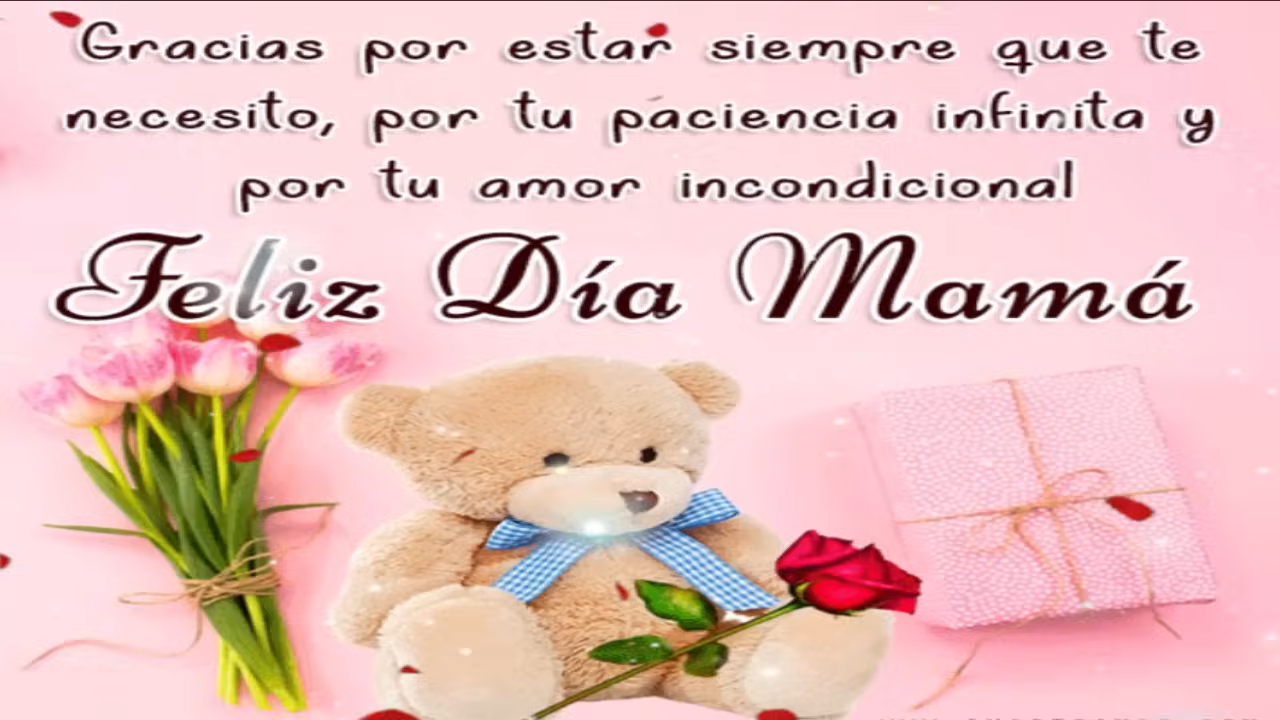 Gracias por estar siempre que te
necesito, por tu paciencia infinita y
por tu amor incondicional
Feliz Día Mamá